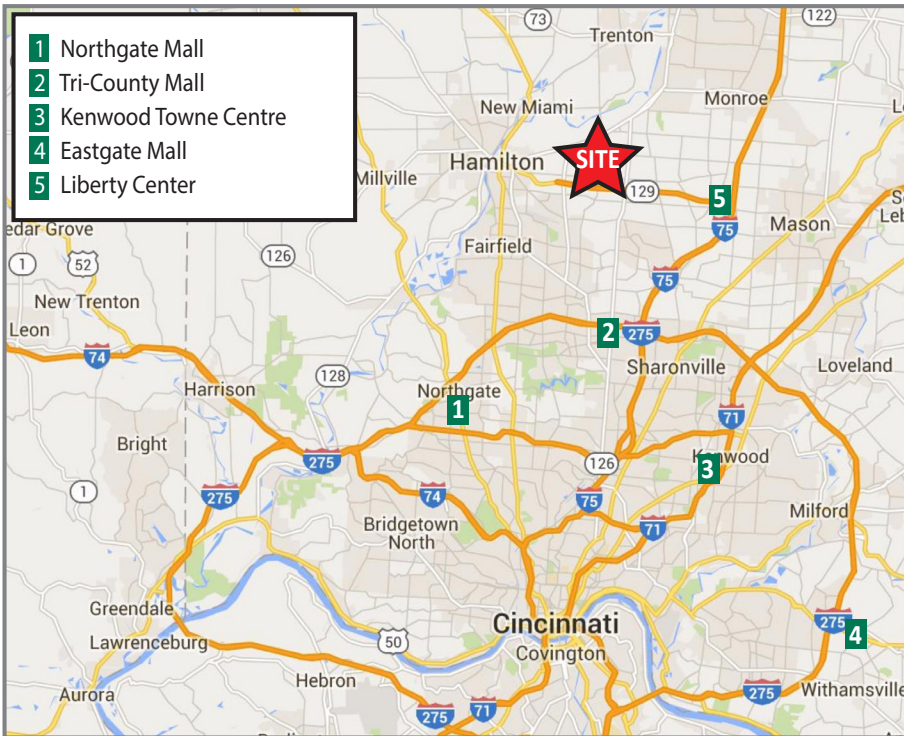 1 Northgate Mall
2 Tri-County Mall
3 Kenwood Towne Centre
4 Eastgate Mall
5 Liberty Center
73
122
Trenton
Monroe
New Miami
SITE
Hamilton
Millville
129
5
75
Mason
edar Grove
Fairfield
126
1
52
75
New Trenton
Leon
2
275
74
Sharonville
Loveland
128
Harrison
Northgate
1
71
Bright
126
Kenwood
3
275
1
275
74
75
71
Milford
Bridgetown
North
Greendale
Lawrenceburg
50
Cincinnati
Covington
275
4
Hebron
Aurora
275
71
275
Withamsville